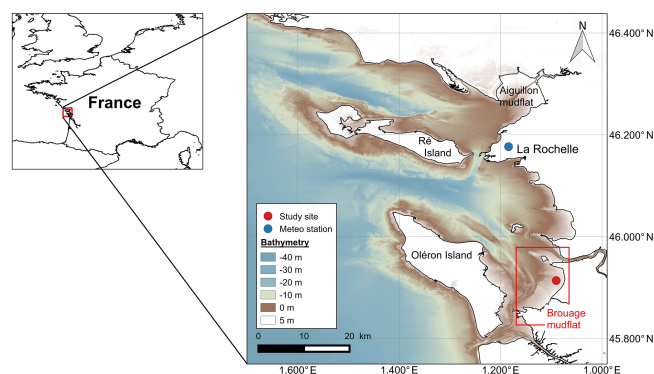 France
N
46.400° N
Aiguillon
mudflat
46.200° N
Ré
Island
La Rochelle
Study site
Meteo station
Bathymetry
-40 m
-30 m
-20 m
-10 m
0 m
5 m
Oléron Island
46.000° N
Brouage
mudflat
0 10 20 km
45.800° N
1.600°E 1.400°E 1.200°E 1.000°E